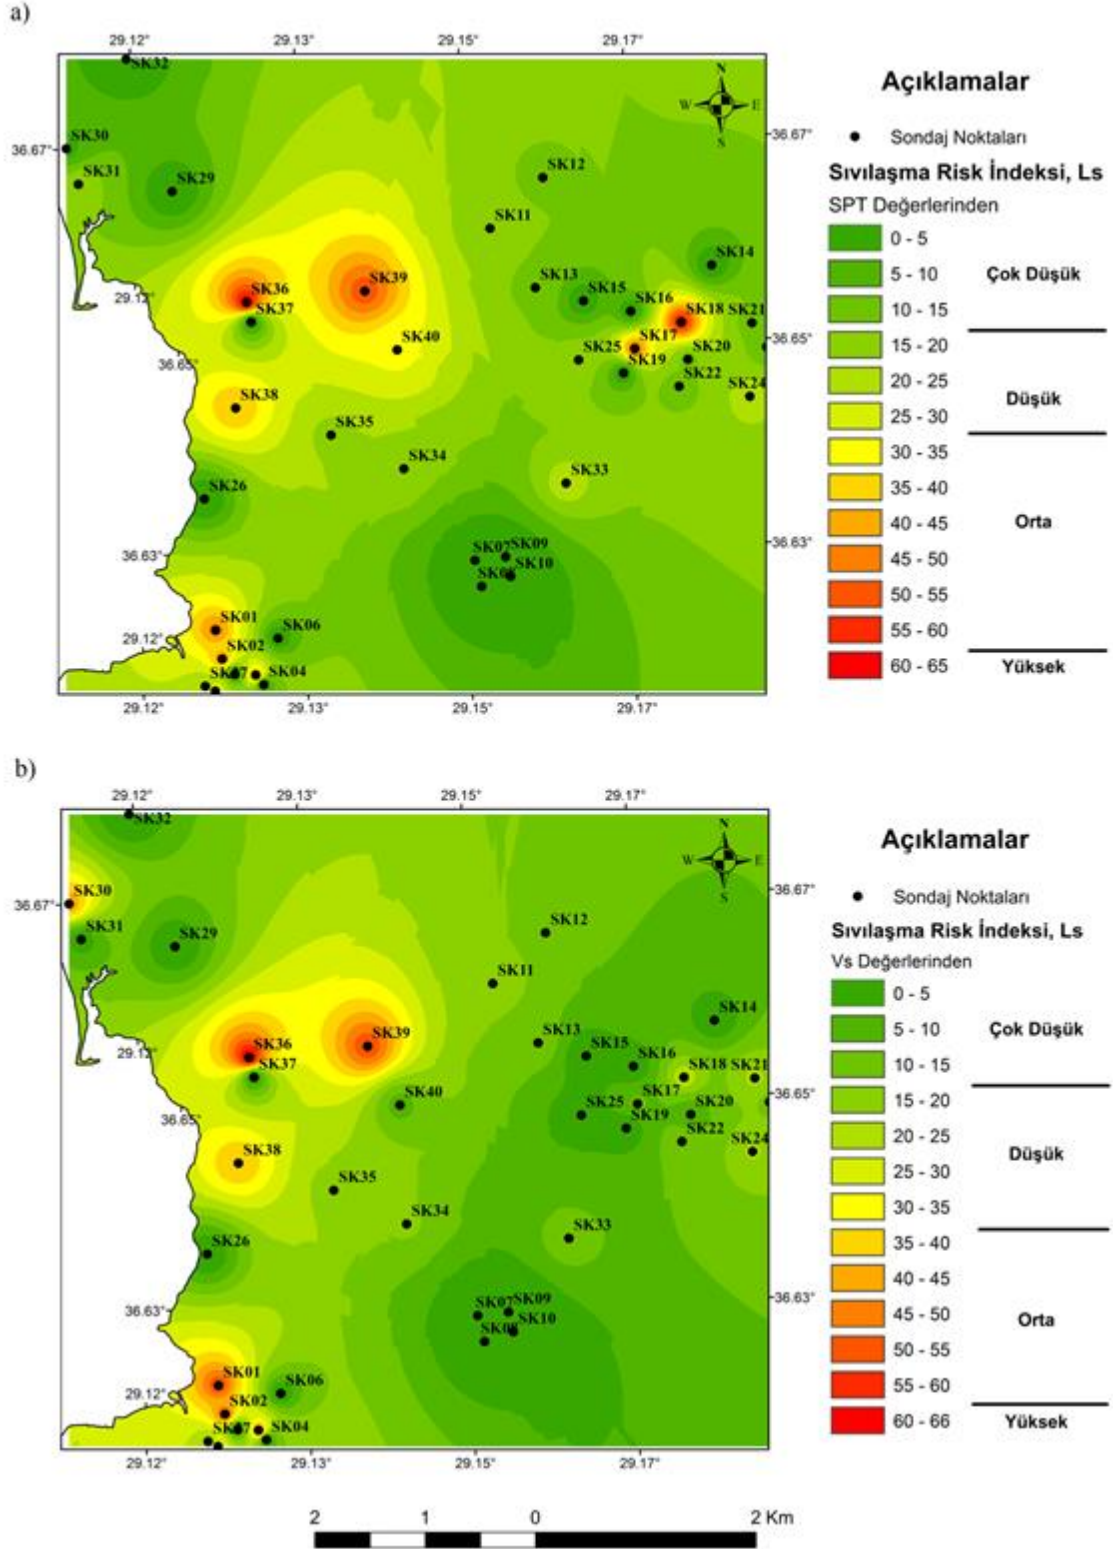 a)
29.12° 29.13° 29.15° 29.17°
SK32
N
W E
S
Açıklamalar
SK30
36.67°
36.67°
Sondaj Noktaları
SK31
SK29
SK12
Sıvılaşma Risk İndeksi, Ls
SPT Değerlerinden
SK11
0 - 5
SK14
5 - 10
Çok Düşük
SK36
SK39
SK13
SK15
29.12°
SK37
SK16
SK18
SK21
10 - 15
SK40
SK17
36.65°
15 - 20
36.65°
SK25
SK19
SK20
20 - 25
SK22
SK24
Düşük
SK38
25 - 30
SK35
30 - 35
SK34
SK33
35 - 40
SK26
40 - 45
Orta
36.63°
36.63°
SK07
SK09
45 - 50
SK10
50 - 55
SK01
SK06
29.12°
55 - 60
SK02
SK04
60 - 65
Yüksek
29.12° 29.13° 29.15° 29.17°
b)
29.12° 29.13° 29.15° 29.17°
SK32
N
W E
S
Açıklamalar
SK30
36.67°
36.67°
Sondaj Noktaları
SK31
SK29
SK12
Sıvılaşma Risk İndeksi, Ls
Vs Değerlerinden
SK11
0 - 5
SK14
5 - 10
Çok Düşük
SK36
SK39
SK13
SK15
29.12°
SK37
SK16
SK18
SK21
10 - 15
SK40
SK17
36.65°
15 - 20
36.65°
SK25
SK19
SK20
20 - 25
SK22
SK24
Düşük
SK38
25 - 30
SK35
30 - 35
SK34
SK33
35 - 40
SK26
40 - 45
Orta
36.63°
36.63°
SK07
SK09
45 - 50
SK10
50 - 55
SK01
SK06
29.12°
55 - 60
SK02
SK04
60 - 66
Yüksek
29.12° 29.13° 29.15° 29.17°
2 1 0 2 Km